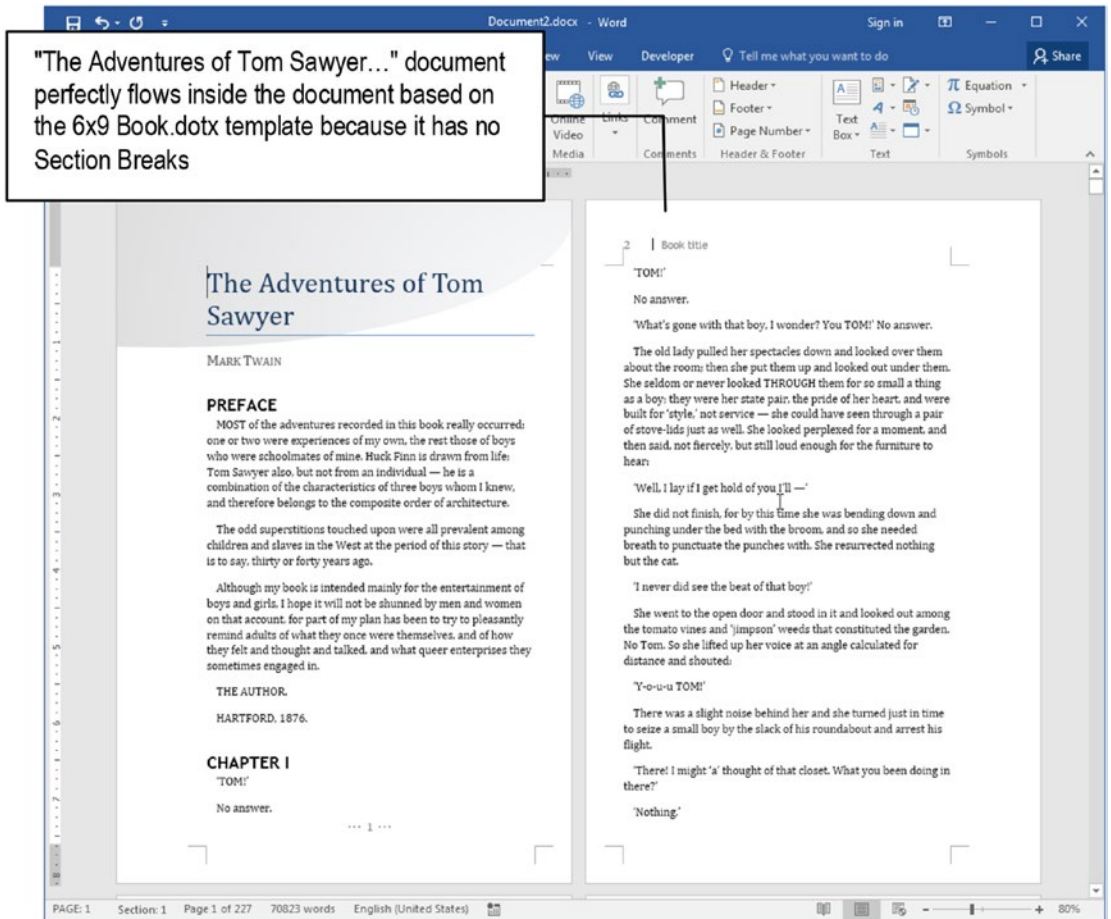 Document2.docx - Word
Sign in
"The Adventures of Tom Sawyer…" document
perfectly flows inside the document based on
the 6x9 Book.dotx template because it has no
Section Breaks
View
Developer
Tell me what you want to do
Share
Video
Media
Links
Comment
Comments
Header
Footer
Page Number
Header & Footer
Text
Box
Text
π Equation
Ω Symbol
Symbols
The Adventures of Tom
Sawyer
MARK TWAIN
PREFACE
MOST of the adventures recorded in this book really occurred;
one or two were experiences of my own, the rest those of boys
who were schoolmates of mine. Huck Finn is drawn from life;
Tom Sawyer also, but not from an individual — he is a
combination of the characteristics of three boys whom I knew,
and therefore belongs to the composite order of architecture.
The odd superstitions touched upon were all prevalent among
children and slaves in the West at the period of this story — that
is to say, thirty or forty years ago.
Although my book is intended mainly for the entertainment of
boys and girls, I hope it will not be shunned by men and women
on that account, for part of my plan has been to try to pleasantly
remind adults of what they once were themselves, and of how
they felt and thought and talked, and what queer enterprises they
sometimes engaged in.
THE AUTHOR.
HARTFORD, 1876.
CHAPTER I
'TOM!'
No answer.
··· 1 ···
2 | Book title
'TOM!'
No answer.
'What's gone with that boy, I wonder? You TOM!' No answer.
The old lady pulled her spectacles down and looked over them
about the room; then she put them up and looked out under them.
She seldom or never looked THROUGH them for so small a thing
as a boy; they were her state pair, the pride of her heart, and were
built for 'style,' not service — she could have seen through a pair
of stove-lids just as well. She looked perplexed for a moment, and
then said, not fiercely, but still loud enough for the furniture to
hear:
'Well, I lay if I get hold of you I'll —'
She did not finish, for by this time she was bending down and
punching under the bed with the broom, and so she needed
breath to punctuate the punches with. She resurrected nothing
but the cat.
'I never did see the beat of that boy!'
She went to the open door and stood in it and looked out among
the tomato vines and 'jimpson' weeds that constituted the garden.
No Tom. So she lifted up her voice at an angle calculated for
distance and shouted:
'Y-o-u-u TOM!'
There was a slight noise behind her and she turned just in time
to seize a small boy by the slack of his roundabout and arrest his
flight.
'There! I might 'a' thought of that closet. What you been doing in
there?'
'Nothing.'
PAGE: 1 Section: 1 Page 1 of 227 70823 words English (United States) 80%